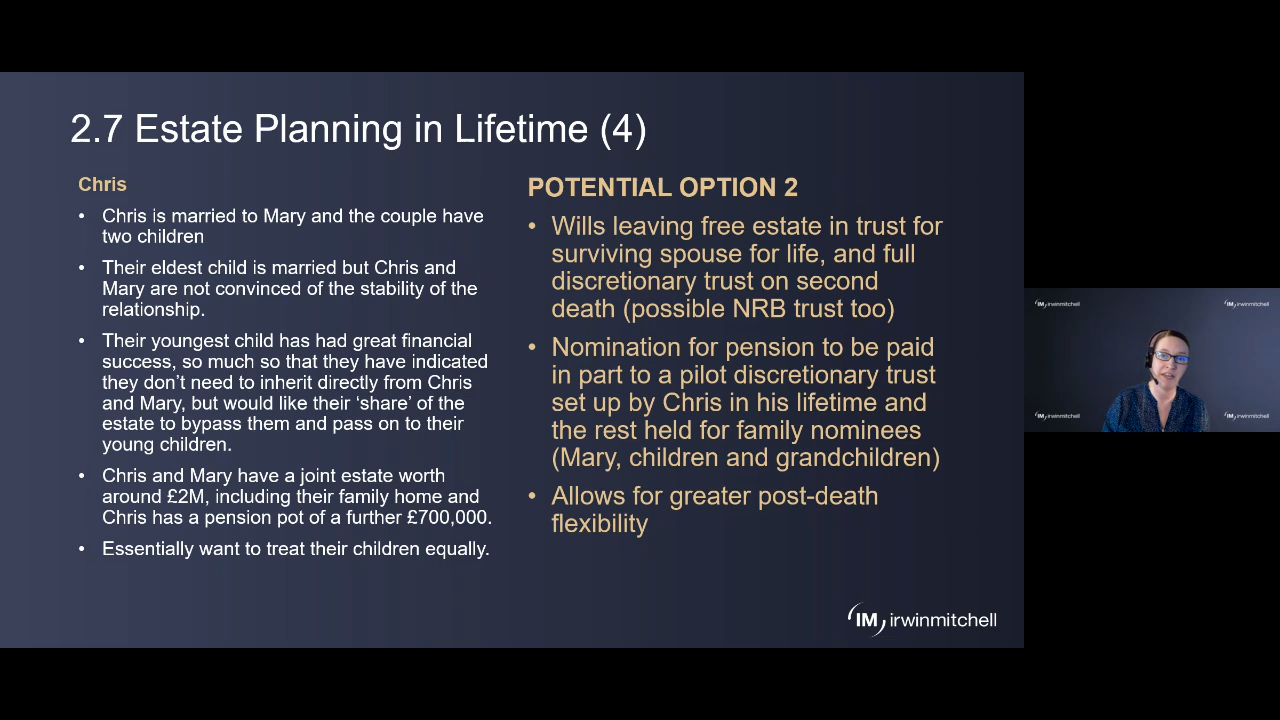 2.7 Estate Planning in Lifetime (4)
Chris
• Chris is married to Mary and the couple have
two children
• Their eldest child is married but Chris and
Mary are not convinced of the stability of the
relationship.
• Their youngest child has had great financial
success, so much so that they have indicated
they don’t need to inherit directly from Chris
and Mary, but would like their ‘share’ of the
estate to bypass them and pass on to their
young children.
• Chris and Mary have a joint estate worth
around £2M, including their family home and
Chris has a pension pot of a further £700,000.
• Essentially want to treat their children equally.
POTENTIAL OPTION 2
• Wills leaving free estate in trust for
surviving spouse for life, and full
discretionary trust on second
death (possible NRB trust too)
• Nomination for pension to be paid
in part to a pilot discretionary trust
set up by Chris in his lifetime and
the rest held for family nominees
(Mary, children and grandchildren)
• Allows for greater post-death
flexibility
IM irwinmitchell
IM irwinmitchell
IM irwinmitchell
IM irwinmitchell
IM irwinmitchell